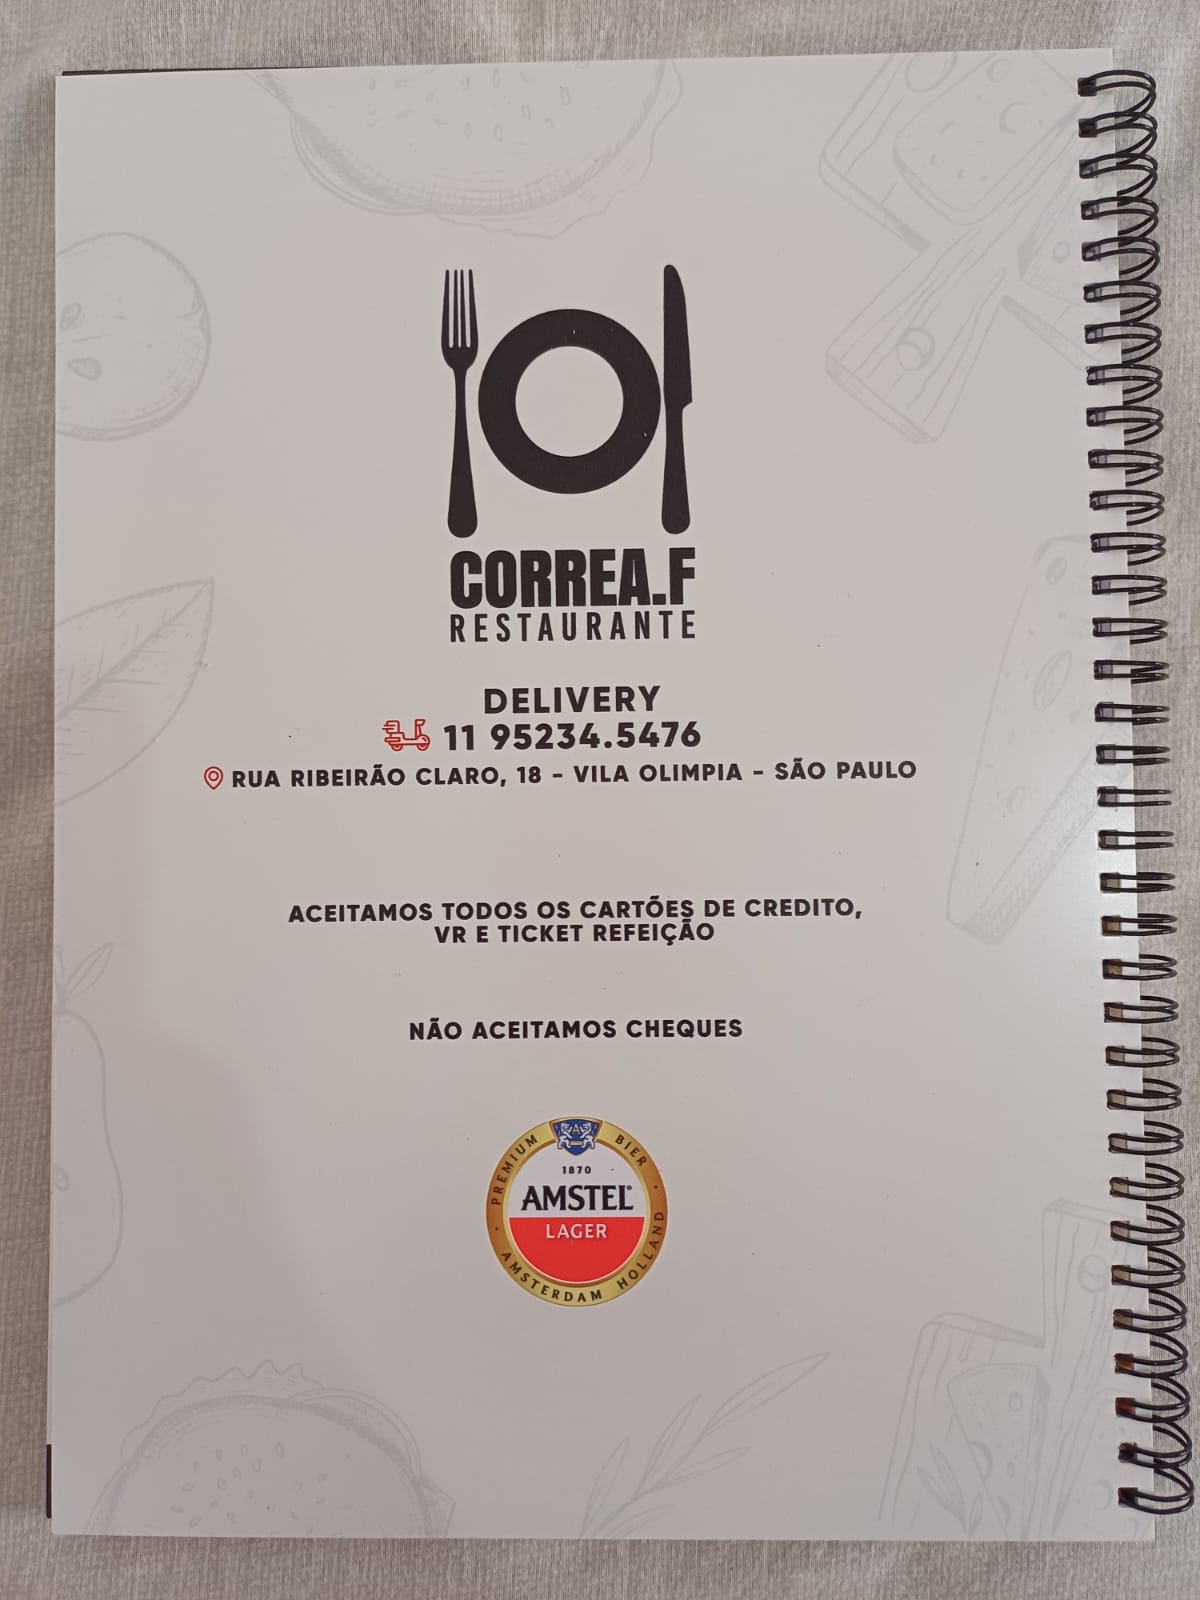 CORREA.F
RESTAURANTE
DELIVERY
11 95234.5476
RUA RIBEIRÃO CLARO, 18 - VILA OLIMPIA - SÃO PAULO
ACEITAMOS TODOS OS CARTÕES DE CREDITO,
VR E TICKET REFEIÇÃO
NÃO ACEITAMOS CHEQUES
PREMIUM BIER
1870
AMSTEL
LAGER
AMSTERDAM HOLLAND